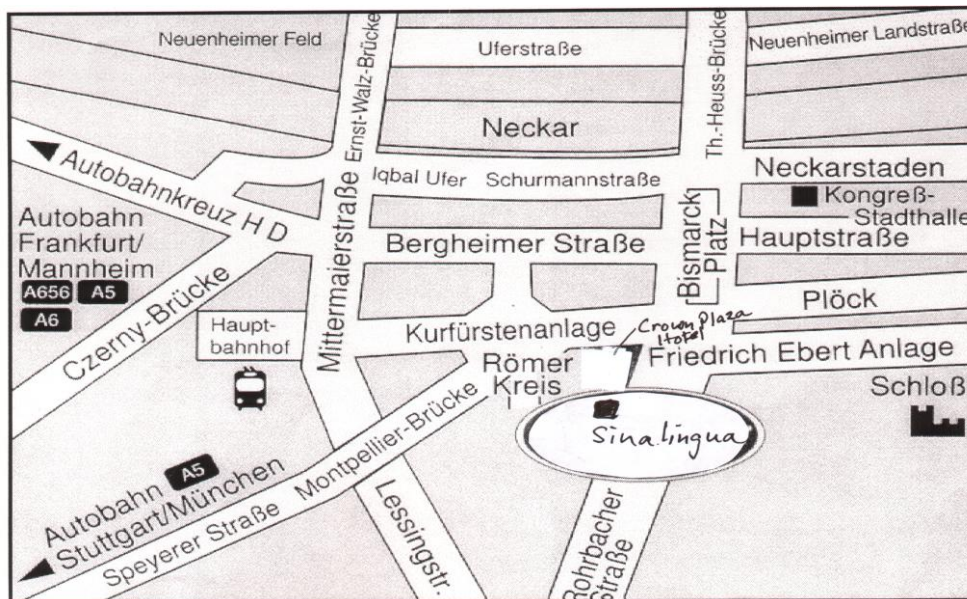 Neuenheimer Feld
Ernst-Walz-Brücke
Uferstraße
Th.-Heuss-Brücke
Neuenheimer Landstraße
Neckar
Autobahnkreuz H D
Mittermaierstraße
Iqbal Ufer
Schurmannstraße
Neckarstaden
Kongreß-
Stadthalle
Autobahn
Frankfurt/
Mannheim
A656 A5
A6
Bergheimer Straße
Bismarck
Platz
Hauptstraße
Czerny-Brücke
Plöck
Haupt-
bahnhof
Kurfürstenanlage
Crown Plaza
Hotel
Friedrich Ebert Anlage
Römer
Kreis
Schloß
Sinalingua
Autobahn A5
Stuttgart/München
Speyerer Straße
Montpellier-Brücke
Lessingstr.
Rohrbacher
Straße